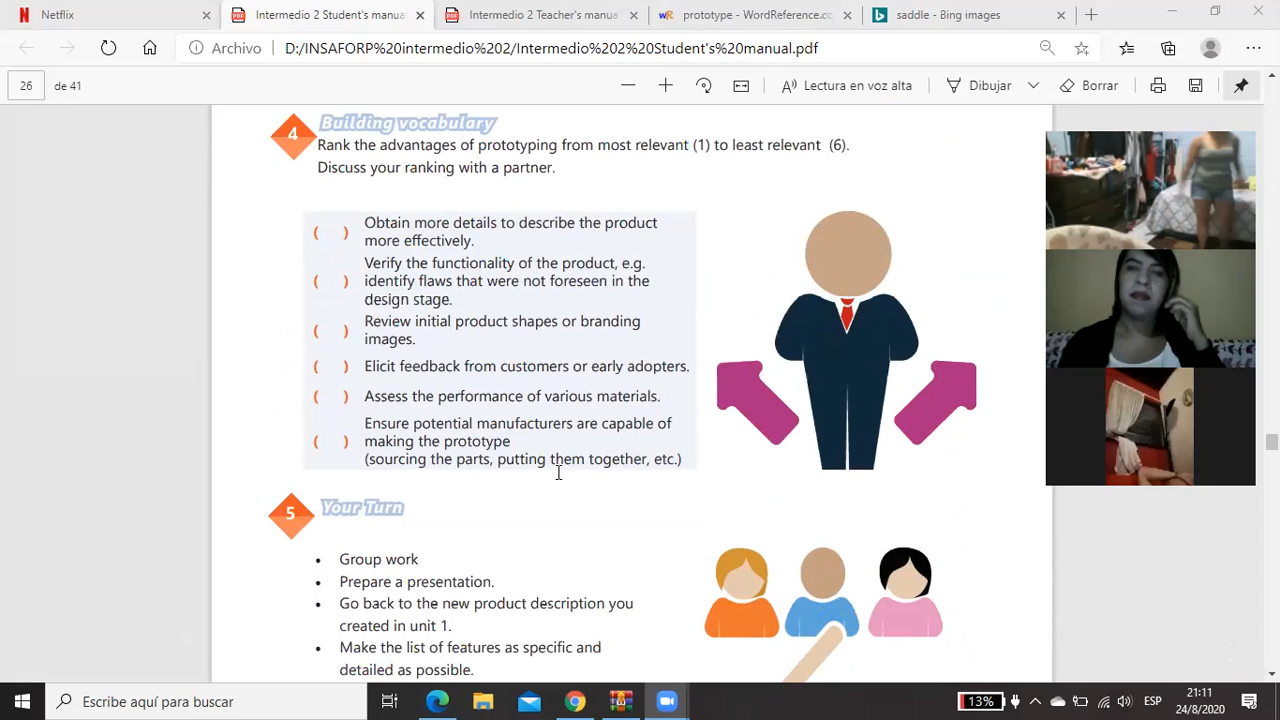 Netflix
Intermedio 2 Student's manual
Intermedio 2 Teacher's manual
prototype - WordReference.co
saddle - Bing images
Archivo
D:/INSAFORP%20intermedio%202/Intermedio%202%20Student's%20manual.pdf
26 de 41
Lectura en voz alta
Dibujar
Borrar
4 Building vocabulary
Rank the advantages of prototyping from most relevant (1) to least relevant (6).
Discuss your ranking with a partner.
( ) Obtain more details to describe the product
more effectively.
Verify the functionality of the product, e.g.
( ) identify flaws that were not foreseen in the
design stage.
( ) Review initial product shapes or branding
images.
( ) Elicit feedback from customers or early adopters.
( ) Assess the performance of various materials.
Ensure potential manufacturers are capable of
( ) making the prototype
(sourcing the parts, putting them together, etc.)
5 Your Turn
• Group work
• Prepare a presentation.
• Go back to the new product description you
created in unit 1.
• Make the list of features as specific and
detailed as possible.
Escribe aquí para buscar
13%
ESP
21:11
24/8/2020